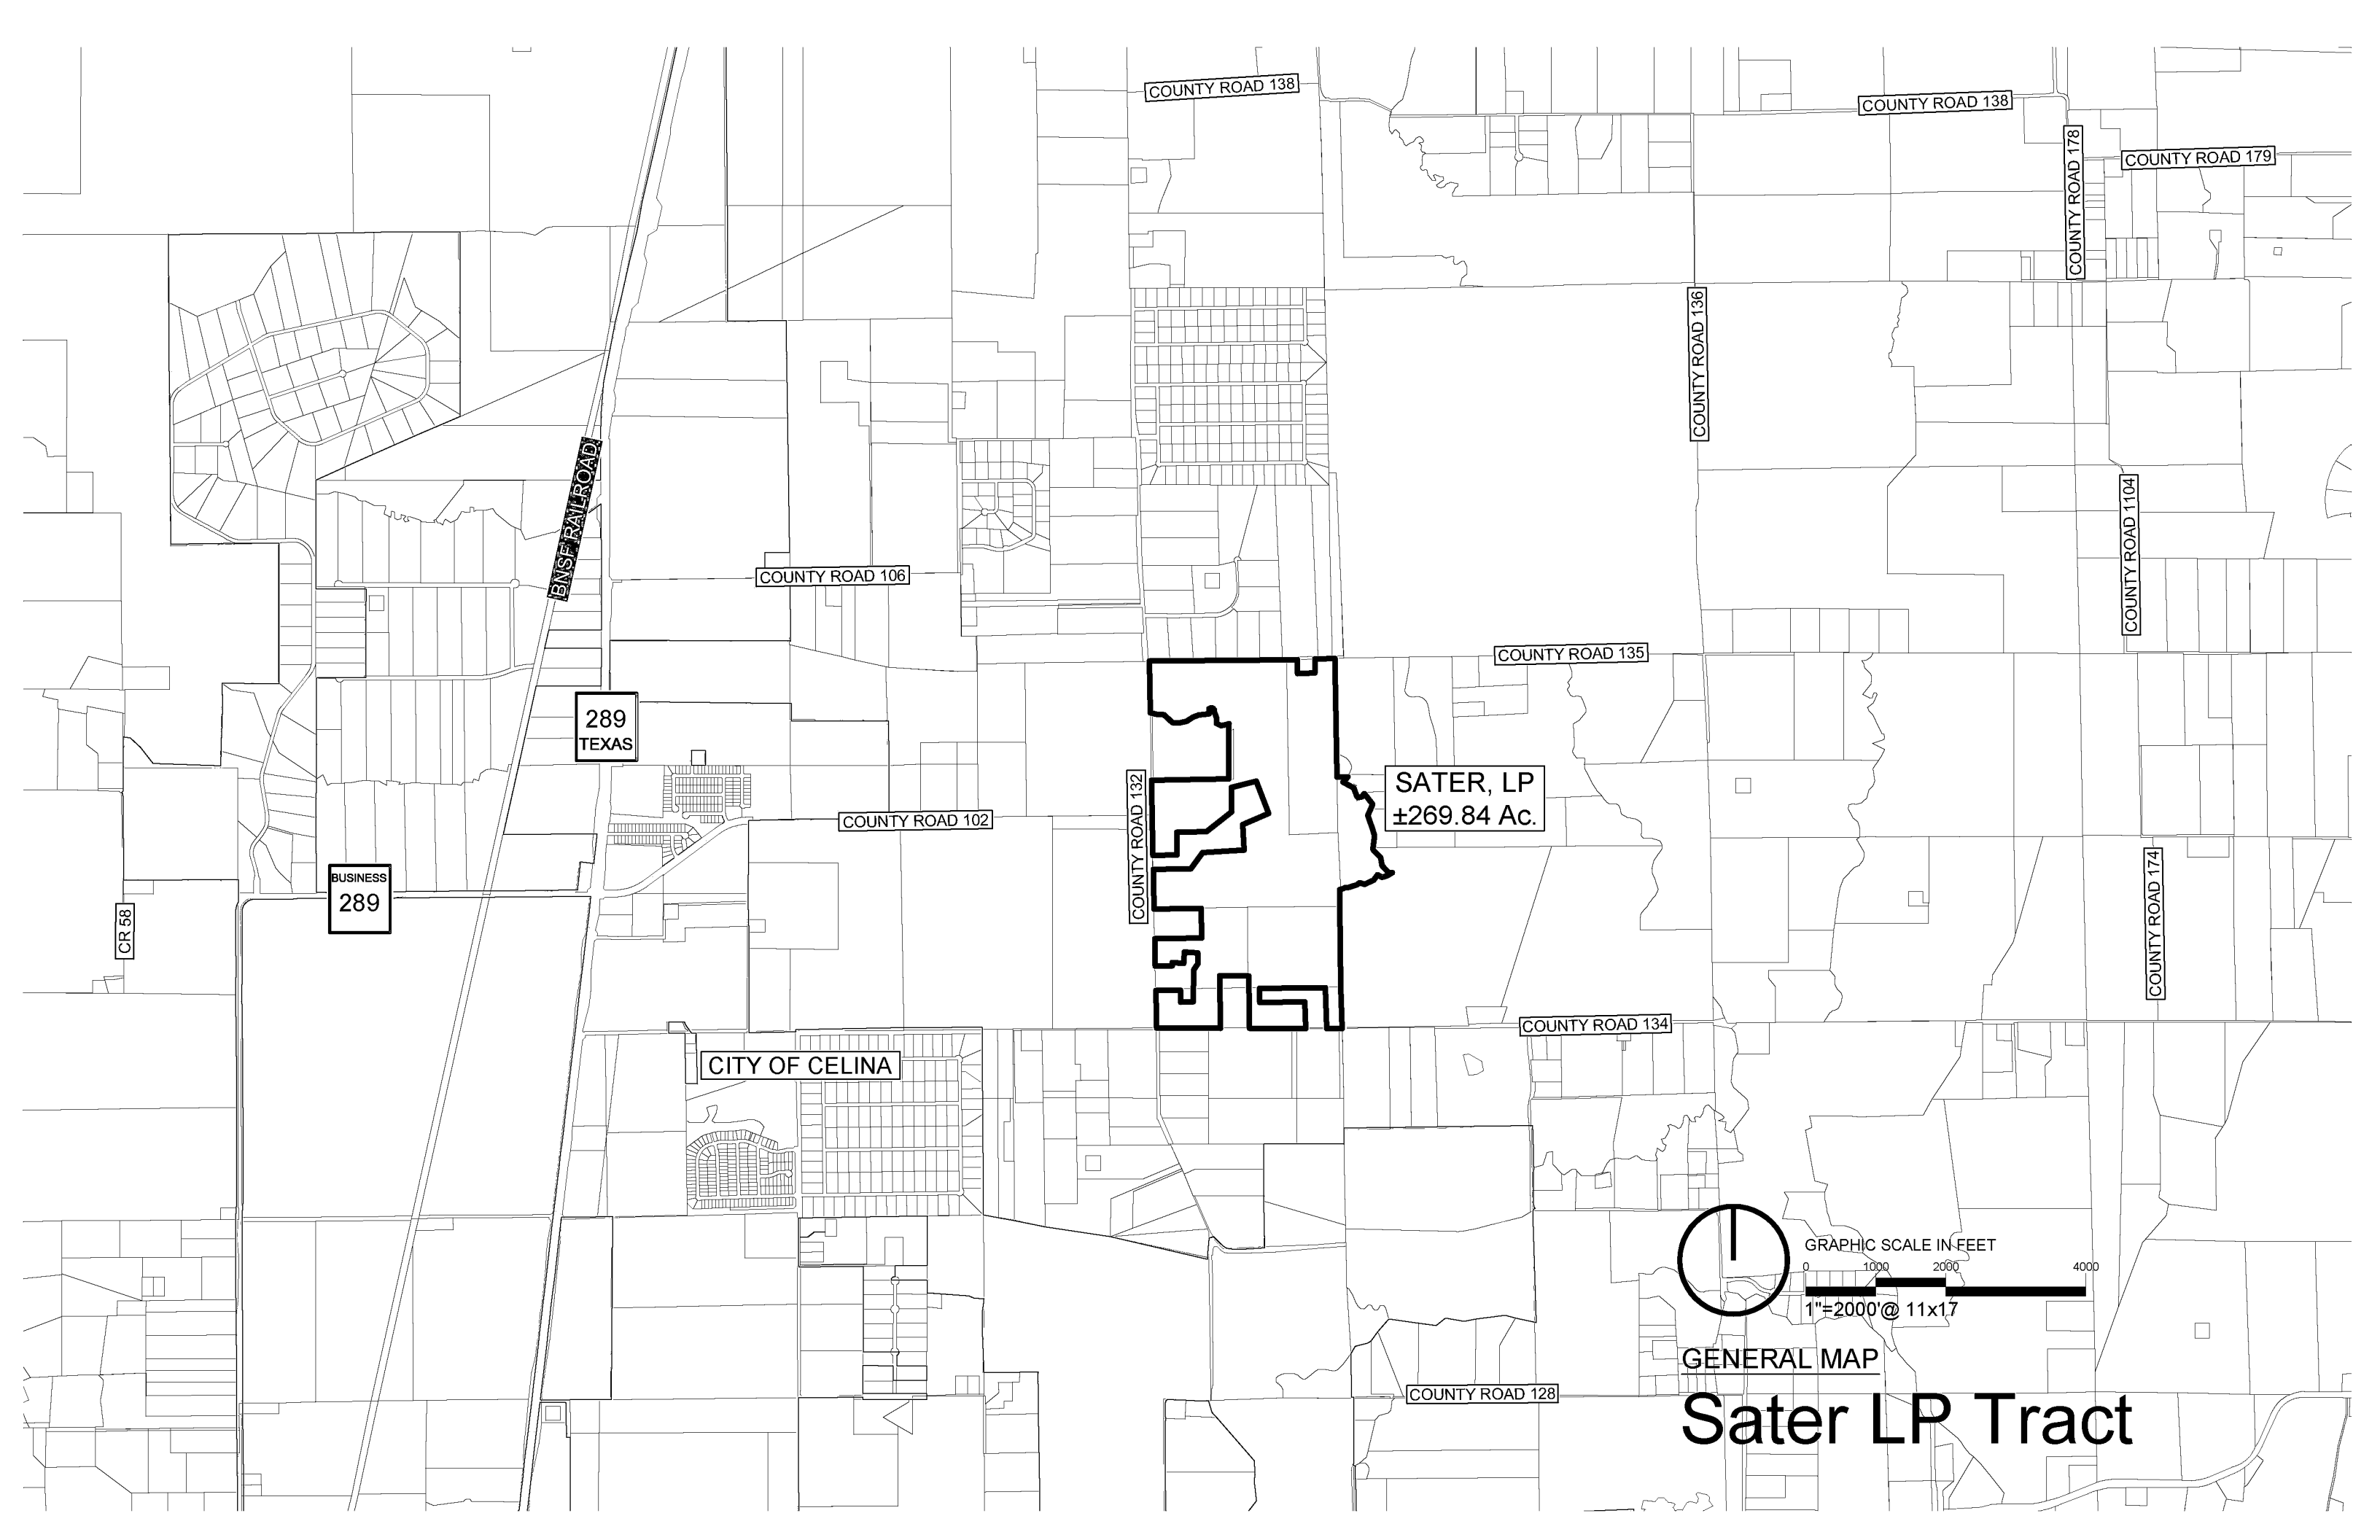 COUNTY ROAD 138
COUNTY ROAD 138
COUNTY ROAD 178
COUNTY ROAD 179
COUNTY ROAD 136
BNSF RAILROAD
COUNTY ROAD 1104
COUNTY ROAD 106
COUNTY ROAD 135
289
TEXAS
COUNTY ROAD 132
SATER, LP
±269.84 Ac.
COUNTY ROAD 102
BUSINESS
289
CR 58
COUNTY ROAD 174
COUNTY ROAD 134
CITY OF CELINA
GRAPHIC SCALE IN FEET
0 1000 2000 4000
1"=2000'@ 11x17
GENERAL MAP
COUNTY ROAD 128
Sater LP Tract